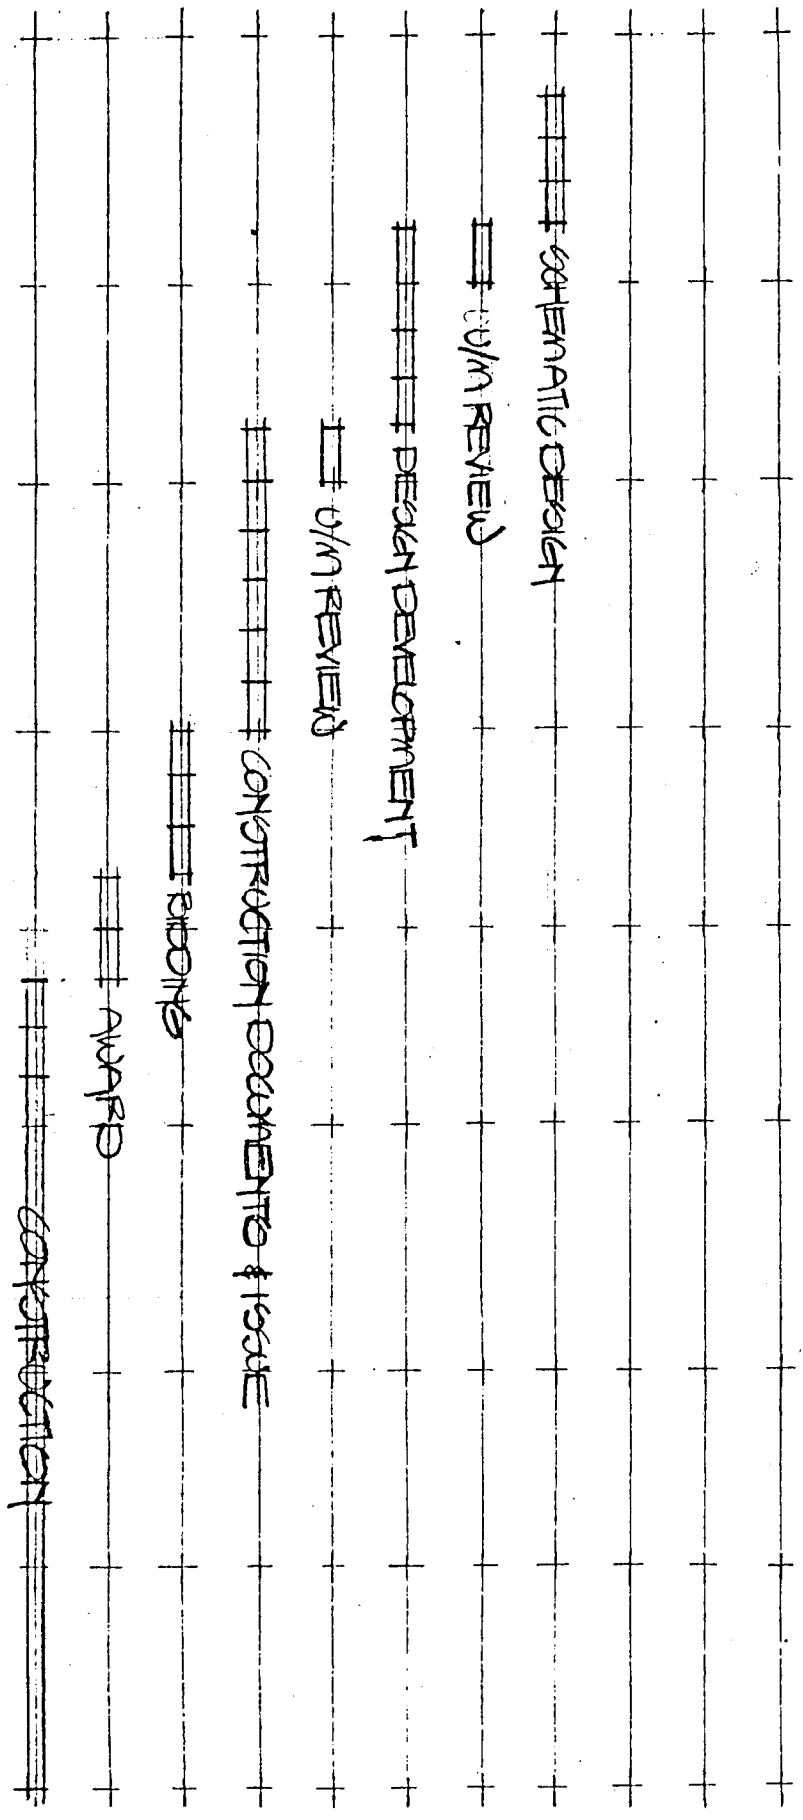 SCHEMATIC DESIGN
U/M REVIEW
DESIGN DEVELOPMENT
U/M REVIEW
CONSTRUCTION DOCUMENTS & ISSUE
BIDDING
AWARD
CONSTRUCTION